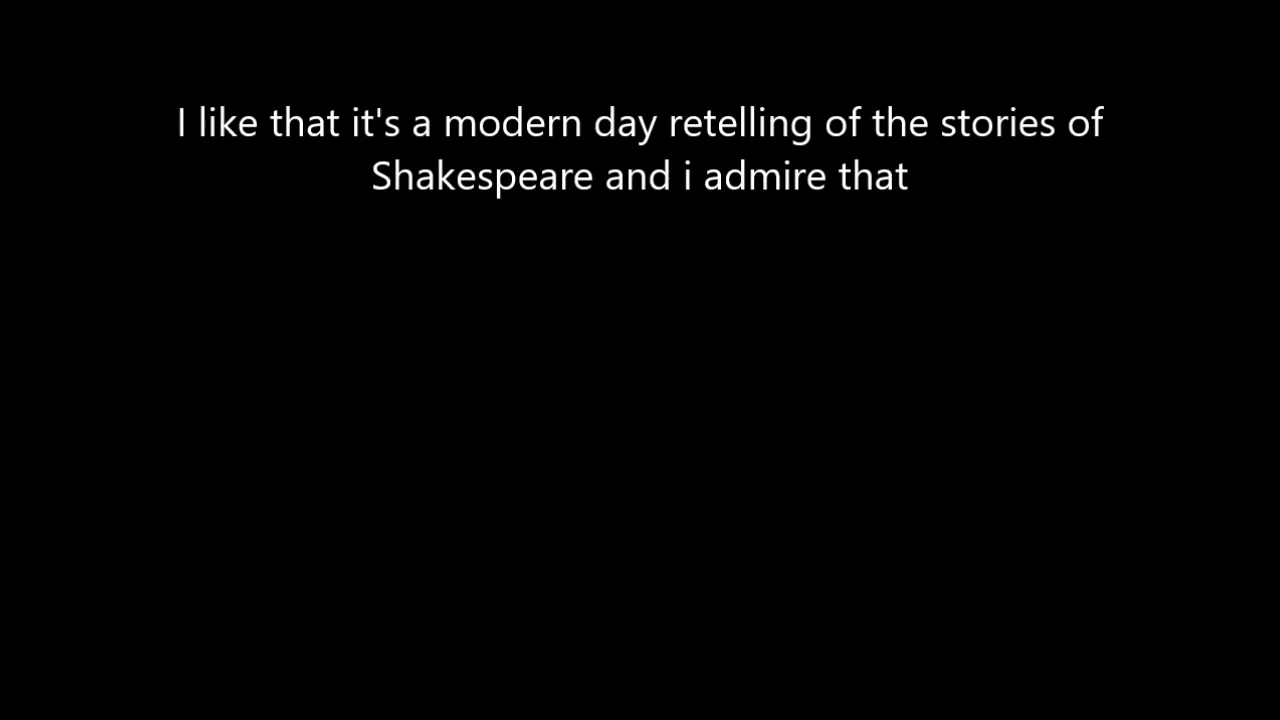 I like that it's a modern day retelling of the stories of
Shakespeare and i admire that